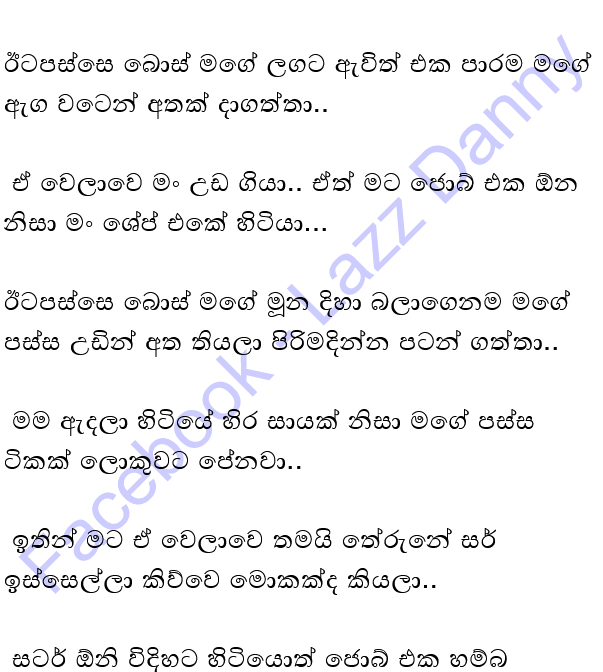 ඊටපස්සෙ බොස් මගේ ලගට ඇවිත් එක පාරම මගේ
ඇග වටෙන් අතක් දාගත්තා..
ඒ වෙලාවෙ මං උඩ ගියා.. ඒත් මට ජොබ් එක ඕන
නිසා මං ශේප් එකේ හිටියා...
ඊටපස්සෙ බොස් මගේ මූන දිහා බලාගෙනම මගේ
පස්ස උඩින් අත තියලා පිරිමදින්න පටන් ගත්තා..
මම ඇදලා හිටියේ හිර සායක් නිසා මගේ පස්ස
ටිකක් ලොකුවට පේනවා..
ඉතින් මට ඒ වෙලාවෙ තමයි තේරුනේ සර්
ඉස්සෙල්ලා කිව්වෙ මොකක්ද කියලා..
සටර් ඕනි විදිහට හිටියොත් ජොබ් එක හම්බ
Facebook - Lazz Danny